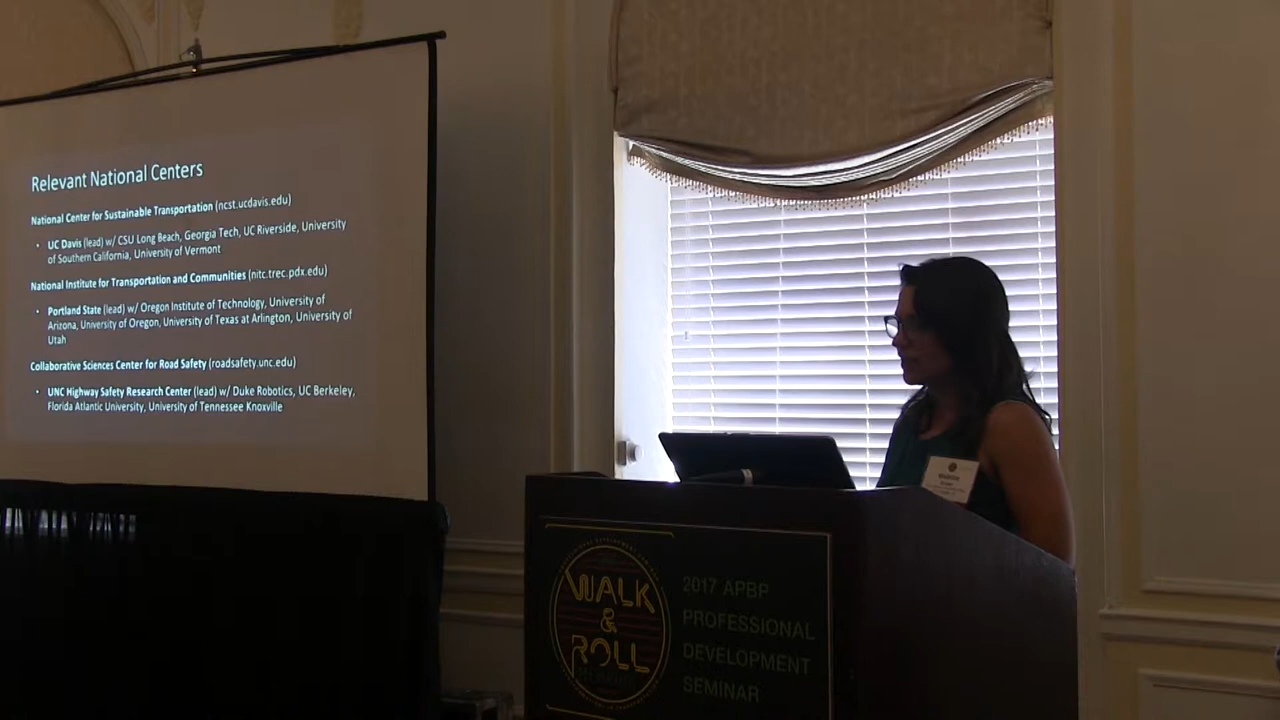 Relevant National Centers
National Center for Sustainable Transportation (ncst.ucdavis.edu)
• UC Davis (lead) w/ CSU Long Beach, Georgia Tech, UC Riverside, University
of Southern California, University of Vermont
National Institute for Transportation and Communities (nitc.trec.pdx.edu)
• Portland State (lead) w/ Oregon Institute of Technology, University of
Arizona, University of Oregon, University of Texas at Arlington, University of
Utah
Collaborative Sciences Center for Road Safety (roadsafety.unc.edu)
• UNC Highway Safety Research Center (lead) w/ Duke Robotics, UC Berkeley,
Florida Atlantic University, University of Tennessee Knoxville
WALK
&
ROLL
2017 APBP
PROFESSIONAL
DEVELOPMENT
SEMINAR